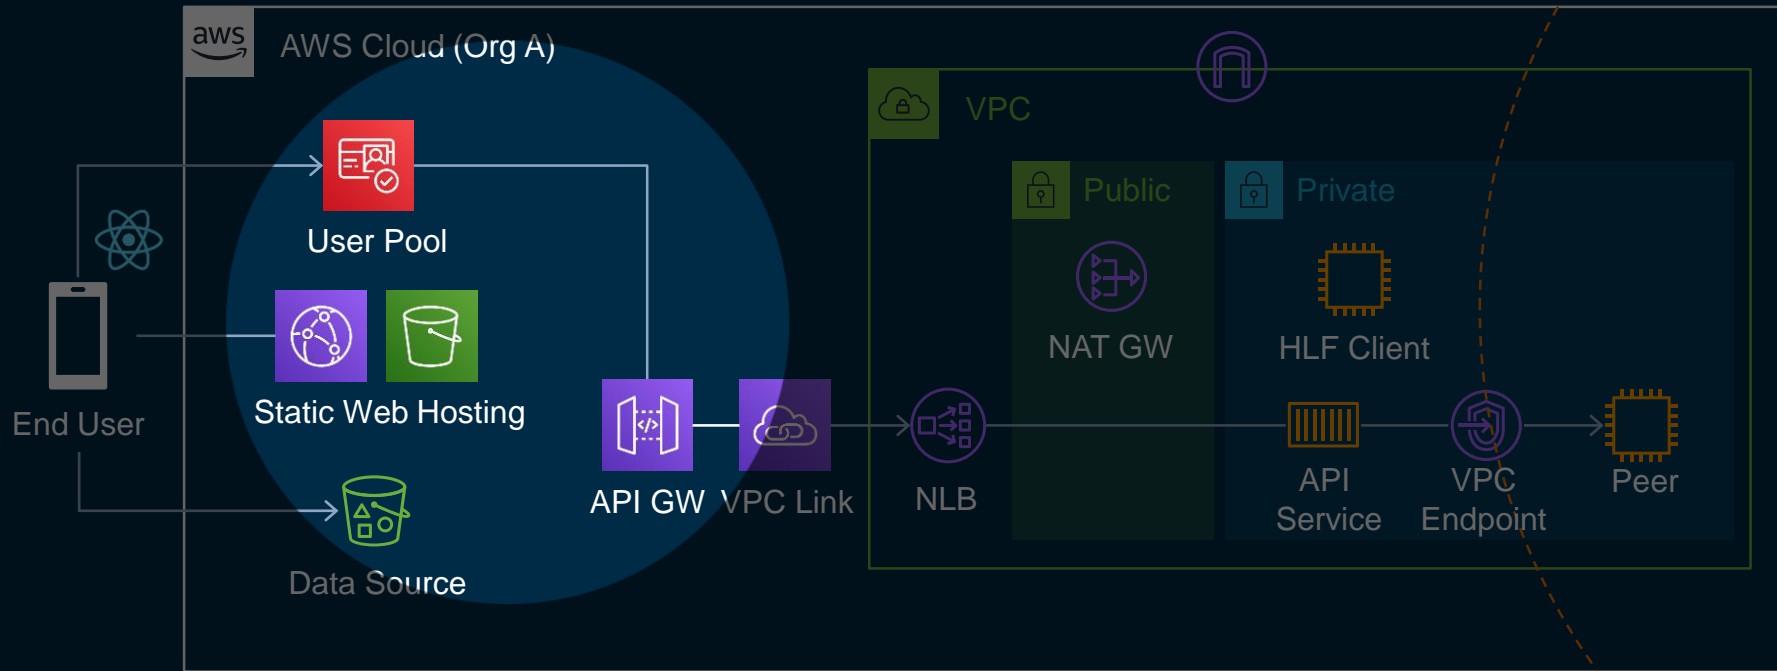 aws
AWS Cloud (Org A)
VPC
Public
Private
User Pool
NAT GW
HLF Client
End User
Static Web Hosting
</>
API GW
VPC Link
NLB
API
Service
VPC
Endpoint
Peer
Data Source